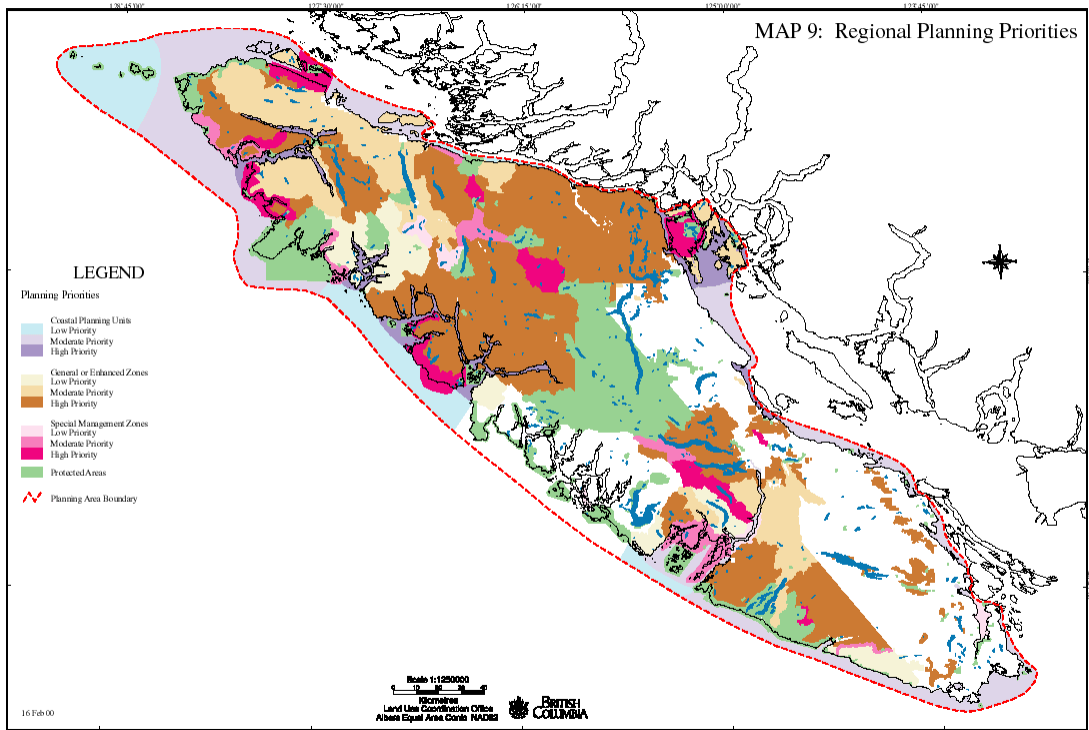 128°45'00" 127°30'00" 126°15'00" 125°00'00" 123°45'00"
MAP 9: Regional Planning Priorities
LEGEND
Planning Priorities
Coastal Planning Units
Low Priority
Moderate Priority
High Priority
General or Enhanced Zones
Low Priority
Moderate Priority
High Priority
Special Management Zones
Low Priority
Moderate Priority
High Priority
Protected Areas
Planning Area Boundary
Scale 1:1250000
Kilometres
Land Use Coordination Office
Albers Equal Area Conic NAD83
BRITISH
COLUMBIA
16 Feb 00